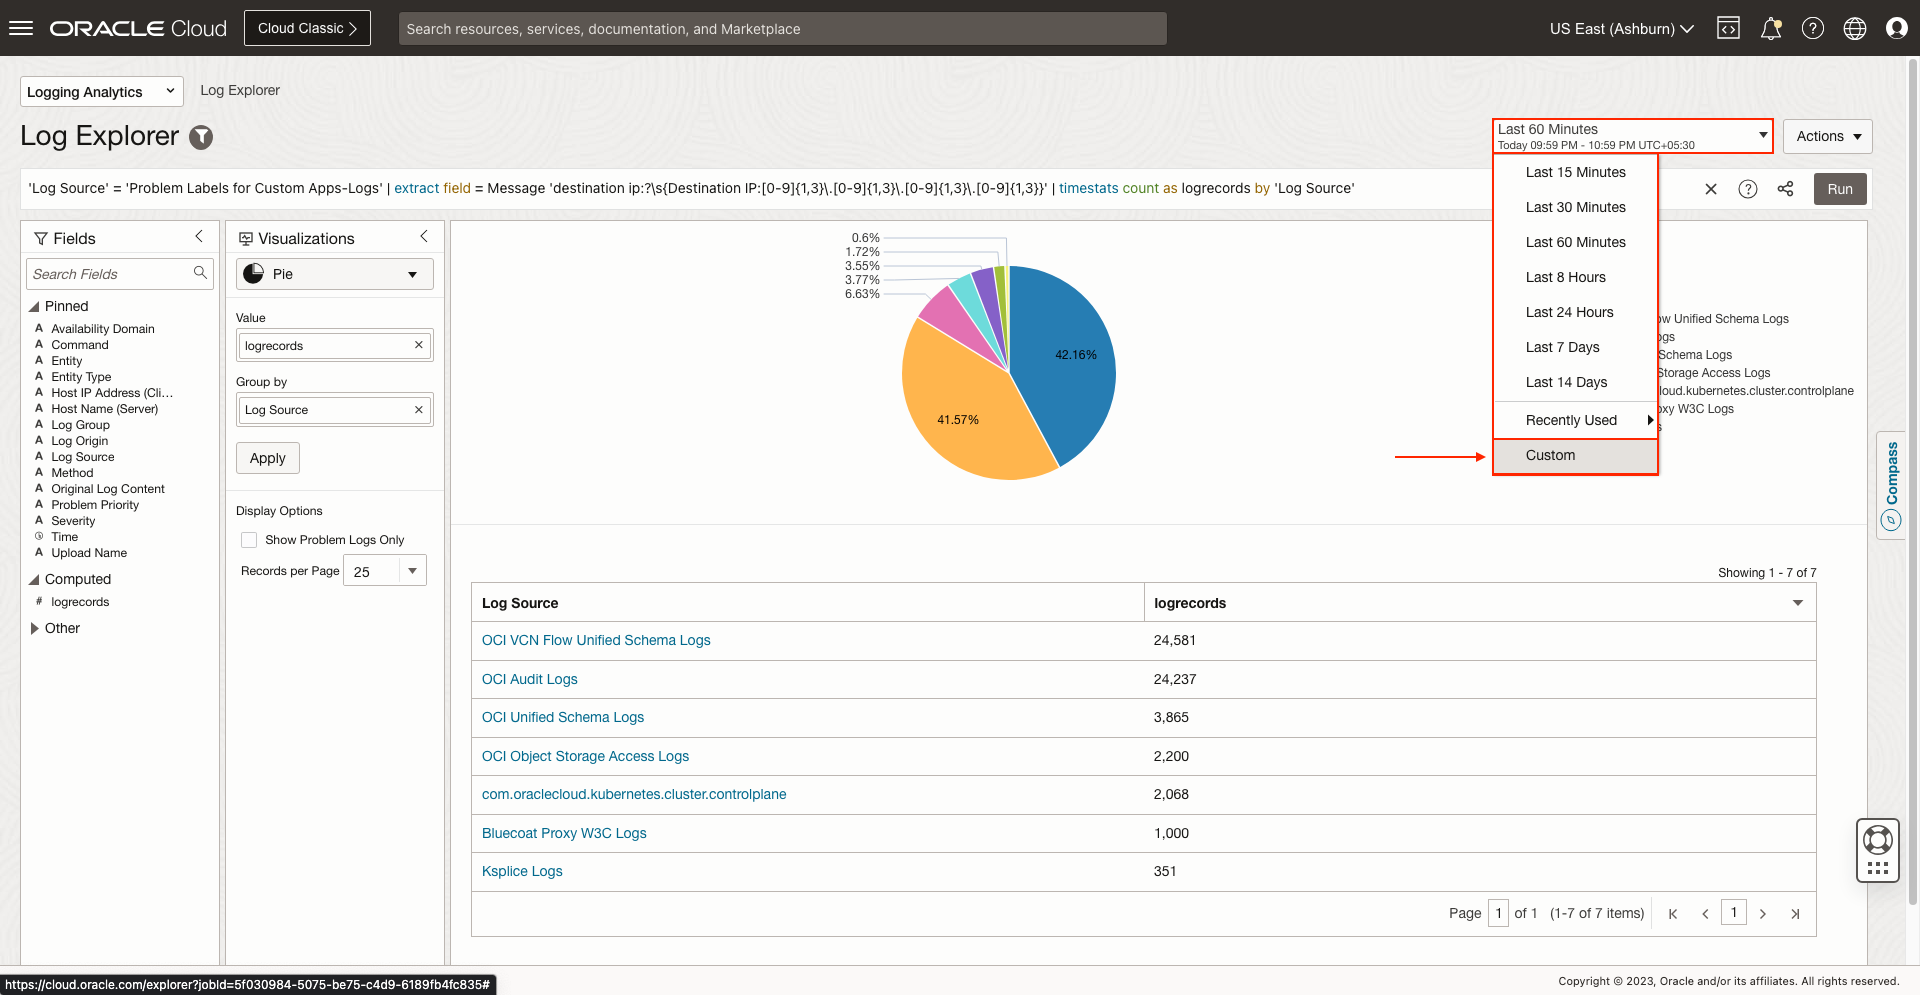 ORACLE Cloud
Cloud Classic
Search resources, services, documentation, and Marketplace
US East (Ashburn)
Logging Analytics
Log Explorer
Log Explorer
Last 60 Minutes
Today 09:59 PM - 10:59 PM UTC+05:30
Actions
'Log Source' = 'Problem Labels for Custom Apps-Logs' | extract field = Message 'destination ip:?\s{Destination IP:[0-9]{1,3}\.[0-9]{1,3}\.[0-9]{1,3}\.[0-9]{1,3}}' | timestats count as logrecords by 'Log Source'
Run
Last 15 Minutes
Last 30 Minutes
Last 60 Minutes
Last 8 Hours
Last 24 Hours
Last 7 Days
Last 14 Days
Recently Used
Custom
Fields
Search Fields
Pinned
A Availability Domain
A Command
A Entity
A Entity Type
A Host IP Address (Cli...
A Host Name (Server)
A Log Group
A Log Origin
A Log Source
A Method
A Original Log Content
A Problem Priority
A Severity
Time
A Upload Name
Computed
# logrecords
Other
Visualizations
Pie
Value
logrecords
Group by
Log Source
Apply
Display Options
Show Problem Logs Only
Records per Page 25
0.6%
1.72%
3.55%
3.77%
6.63%
42.16%
41.57%
Unified Schema Logs
Schema Logs
Storage Access Logs
loud.kubernetes.cluster.controlplane
W3C Logs
Compass
Showing 1 - 7 of 7
Log Source logrecords
OCI VCN Flow Unified Schema Logs 24,581
OCI Audit Logs 24,237
OCI Unified Schema Logs 3,865
OCI Object Storage Access Logs 2,200
com.oraclecloud.kubernetes.cluster.controlplane 2,068
Bluecoat Proxy W3C Logs 1,000
Ksplice Logs 351
Page 1 of 1 (1-7 of 7 items) 1
https://cloud.oracle.com/explorer?jobId=5f030984-5075-be75-c4d9-6189fb4fc835#
Copyright © 2023, Oracle and/or its affiliates. All rights reserved.